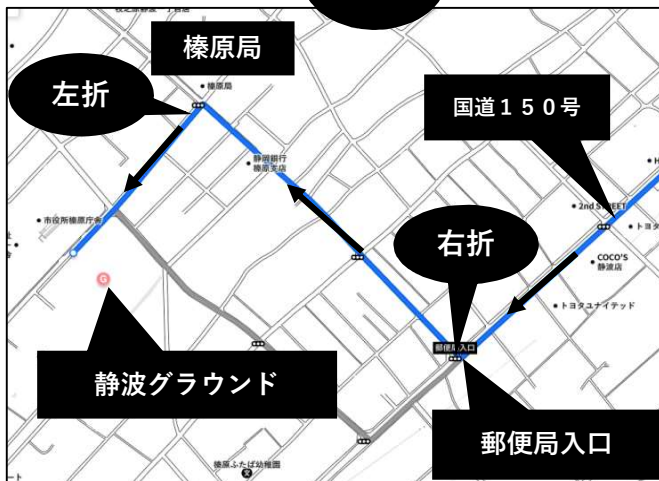 榛原局
左折
榛原局
国道１５０号
静岡銀行
榛原支店
2nd STREET
市役所榛原庁舎
右折
COCO'S
静波店
トヨタユナイテッド
G
郵便局入口
静波グラウンド
郵便局入口
榛原ふたば幼稚園
文